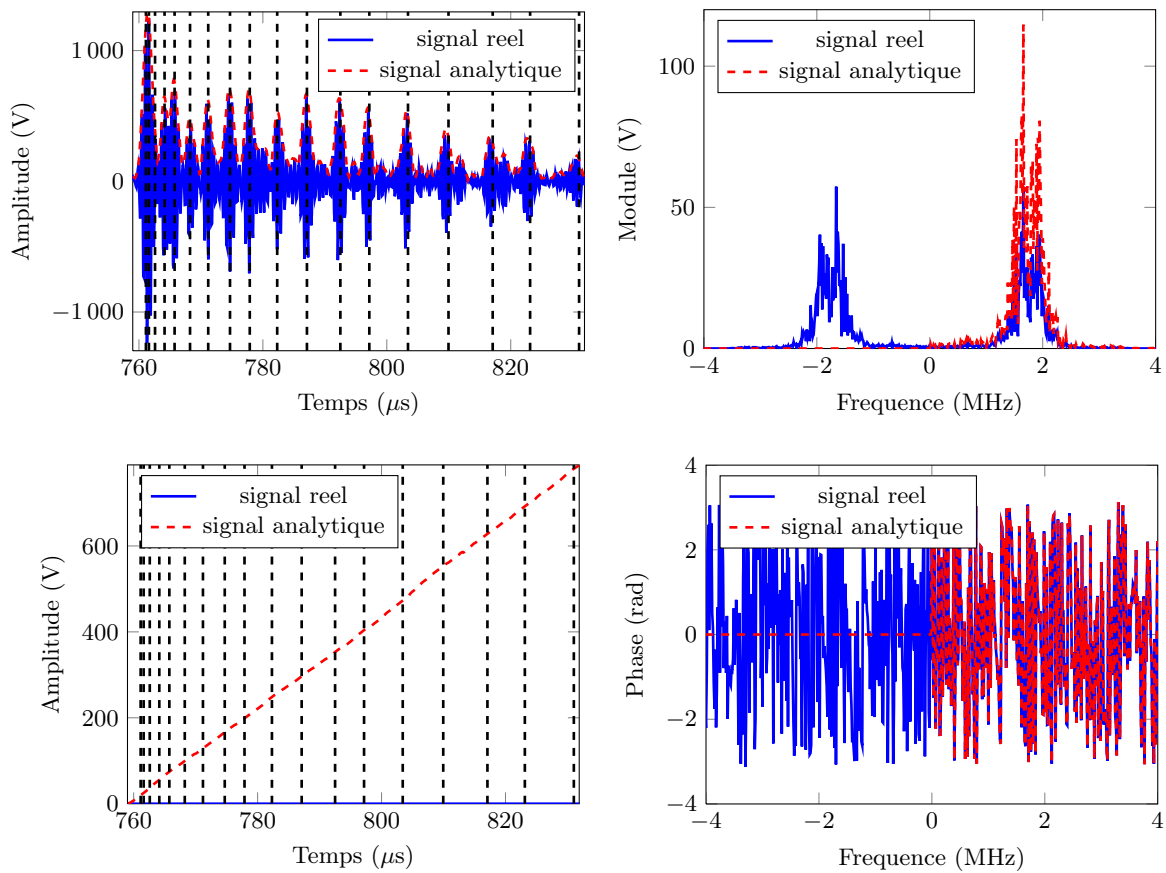 1 000
0
−1 000
760
780
800
820
Temps (μs)
Amplitude (V)
signal reel
signal analytique
100
50
0
−4
−2
0
2
4
Frequence (MHz)
Module (V)
signal reel
signal analytique
600
400
200
0
760
780
800
820
Temps (μs)
Amplitude (V)
signal reel
signal analytique
4
2
0
−2
−4
−4
−2
0
2
4
Frequence (MHz)
Phase (rad)
signal reel
signal analytique